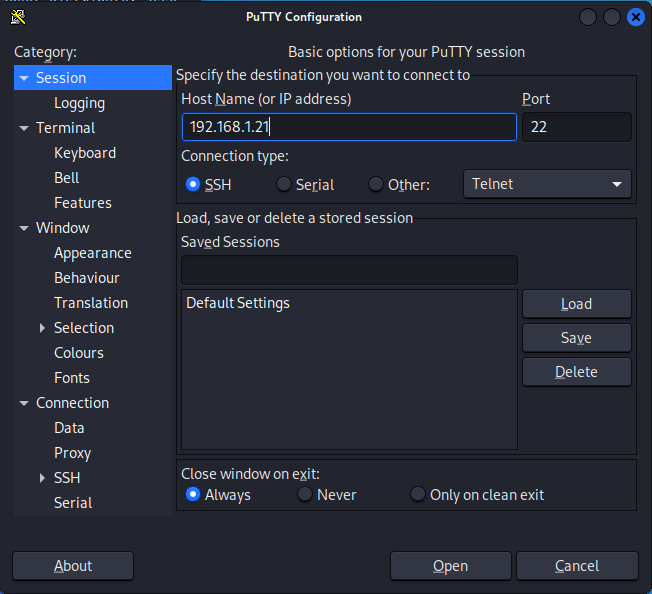 PuTTY Configuration
Category:
Session
Logging
Terminal
Keyboard
Bell
Features
Window
Appearance
Behaviour
Translation
Selection
Colours
Fonts
Connection
Data
Proxy
SSH
Serial
Basic options for your PuTTY session
Specify the destination you want to connect to
Host Name (or IP address) Port
192.168.1.21 22
Connection type:
SSH Serial Other: Telnet
Load, save or delete a stored session
Saved Sessions
Default Settings
Load
Save
Delete
Close window on exit:
Always Never Only on clean exit
About Open Cancel